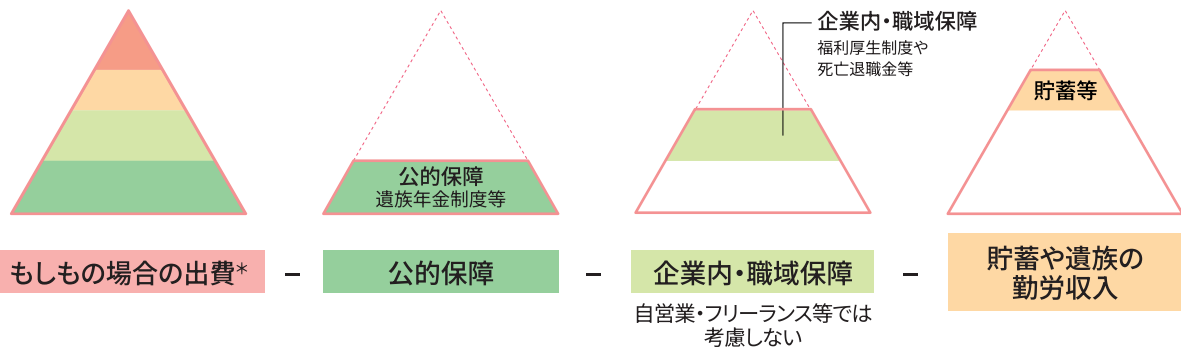 企業内・職域保障
福利厚生制度や
死亡退職金等
貯蓄等
公的保障
遺族年金制度等
もしもの場合の出費*
−
公的保障
−
企業内・職域保障
−
貯蓄や遺族の
勤労収入
自営業・フリーランス等では
考慮しない